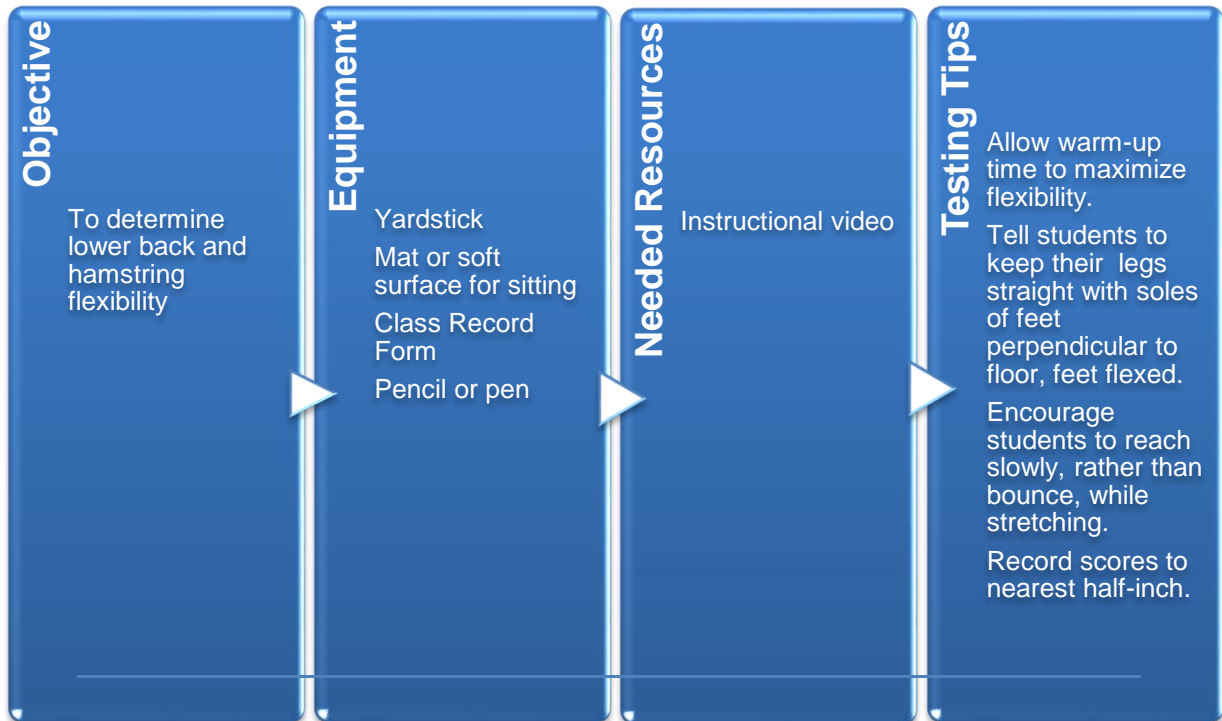 Objective
To determine
lower back and
hamstring
flexibility
Equipment
Yardstick
Mat or soft
surface for sitting
Class Record
Form
Pencil or pen
Needed Resources
Instructional video
Testing Tips
Allow warm-up
time to maximize
flexibility.
Tell students to
keep their legs
straight with soles
of feet
perpendicular to
floor, feet flexed.
Encourage
students to reach
slowly, rather than
bounce, while
stretching.
Record scores to
nearest half-inch.